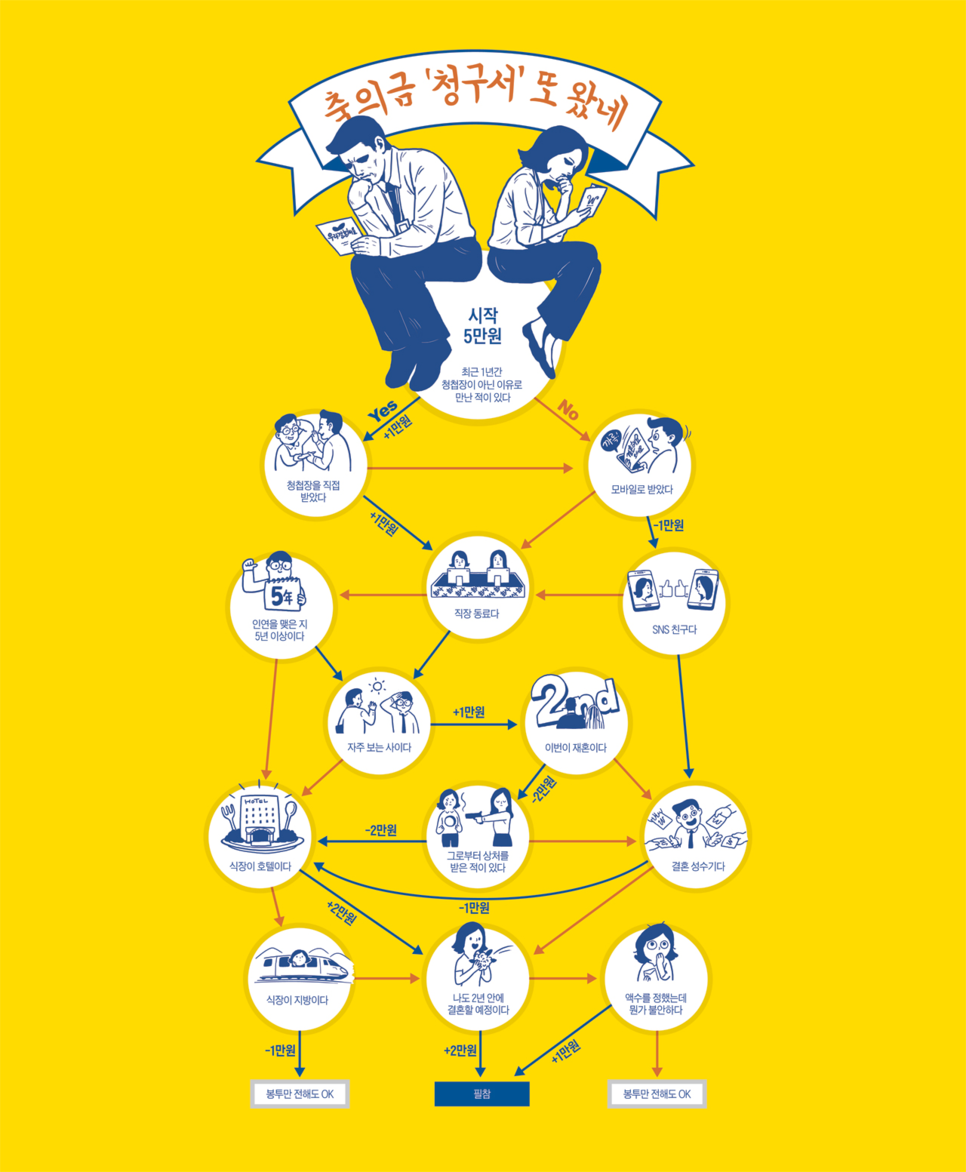 축의금 '청구서' 또 왔네
시작
5만원
최근 1년간
청첩장이 아닌 이유로
만난 적이 있다
Yes
+1만원
No
청첩장을 직접
받았다
모바일로 받았다
+1만원
-1만원
5年
인연을 맺은 지
5년 이상이다
직장 동료다
SNS 친구다
자주 보는 사이다
+1만원
2nd
이번이 재혼이다
-2만원
HOTEL
식장이 호텔이다
-2만원
그로부터 상처를
받은 적이 있다
결혼 성수기다
-1만원
+2만원
식장이 지방이다
나도 2년 안에
결혼할 예정이다
액수를 정했는데
뭔가 불안하다
-1만원
+2만원
+1만원
봉투만 전해도 OK
필참
봉투만 전해도 OK